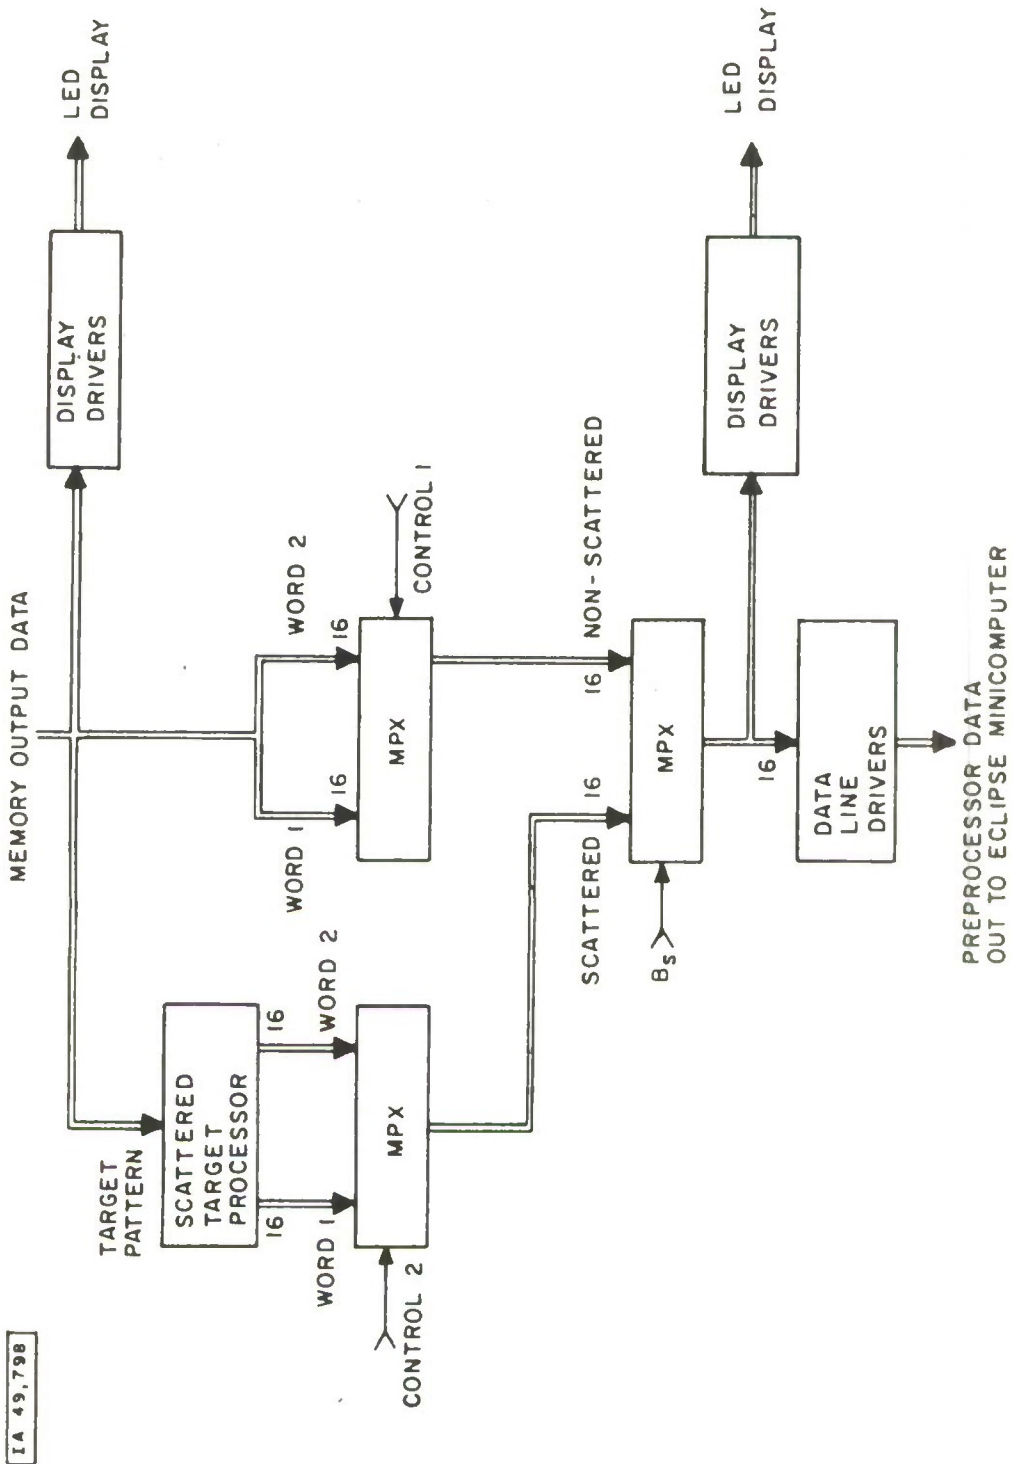 IA 49,798
MEMORY OUTPUT DATA
LED
DISPLAY
DISPLAY
DRIVERS
TARGET
PATTERN
SCATTERED
TARGET
PROCESSOR
16
16
WORD 1
WORD 2
WORD 1
WORD 2
16
16
CONTROL 2
MPX
MPX
CONTROL 1
SCATTERED
16
16
NON-SCATTERED
BS
MPX
LED
DISPLAY
DISPLAY
DRIVERS
16
DATA
LINE
DRIVERS
PREPROCESSOR DATA
OUT TO ECLIPSE MINICOMPUTER